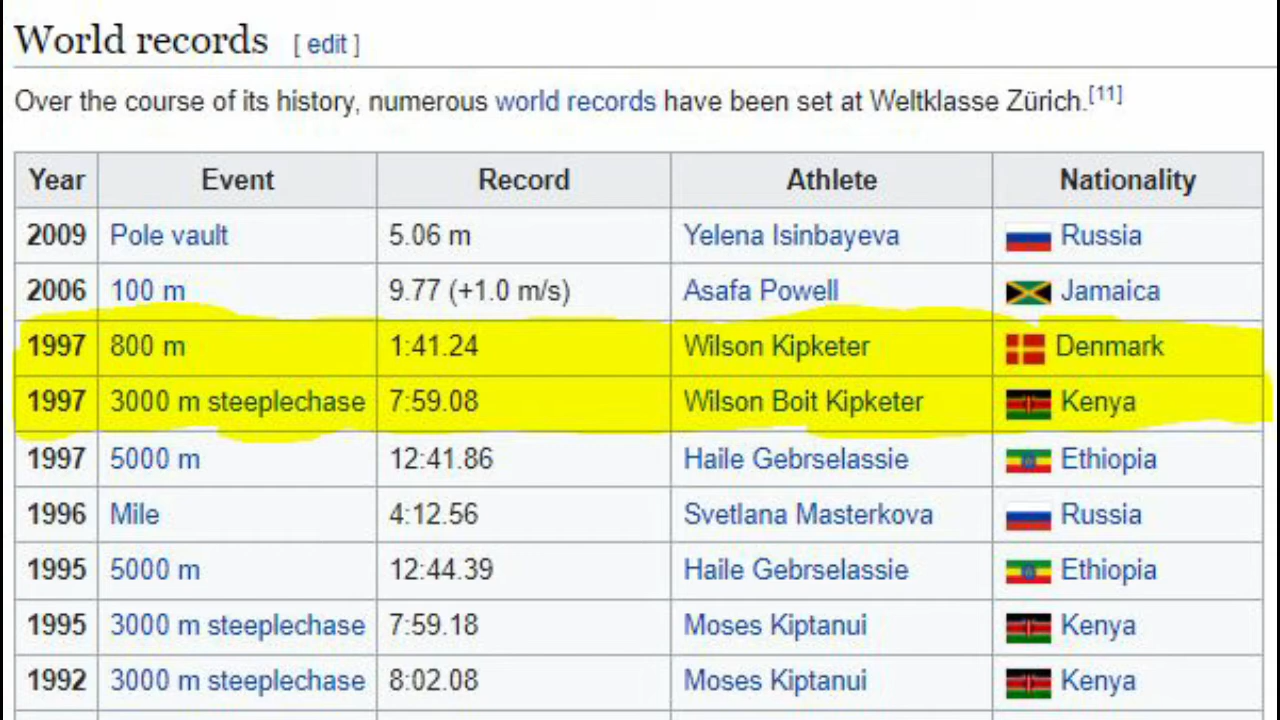 World records [ edit ]
Over the course of its history, numerous world records have been set at Weltklasse Zürich.[11]
Year Event Record Athlete Nationality
2009 Pole vault 5.06 m Yelena Isinbayeva Russia
2006 100 m 9.77 (+1.0 m/s) Asafa Powell Jamaica
1997 800 m 1:41.24 Wilson Kipketer Denmark
1997 3000 m steeplechase 7:59.08 Wilson Boit Kipketer Kenya
1997 5000 m 12:41.86 Haile Gebrselassie Ethiopia
1996 Mile 4:12.56 Svetlana Masterkova Russia
1995 5000 m 12:44.39 Haile Gebrselassie Ethiopia
1995 3000 m steeplechase 7:59.18 Moses Kiptanui Kenya
1992 3000 m steeplechase 8:02.08 Moses Kiptanui Kenya